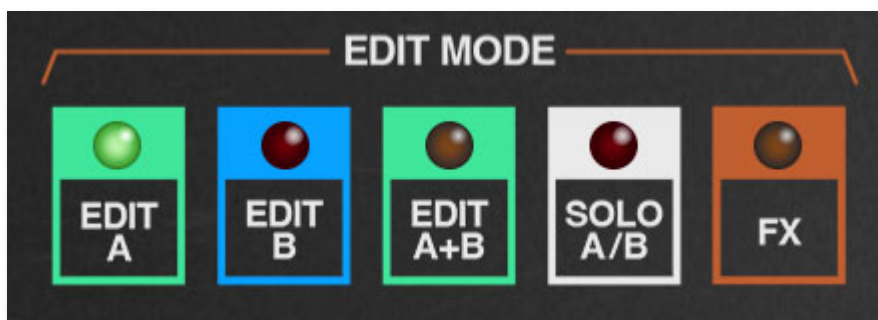 EDIT MODE
EDIT
A
EDIT
B
EDIT
A+B
SOLO
A/B
FX